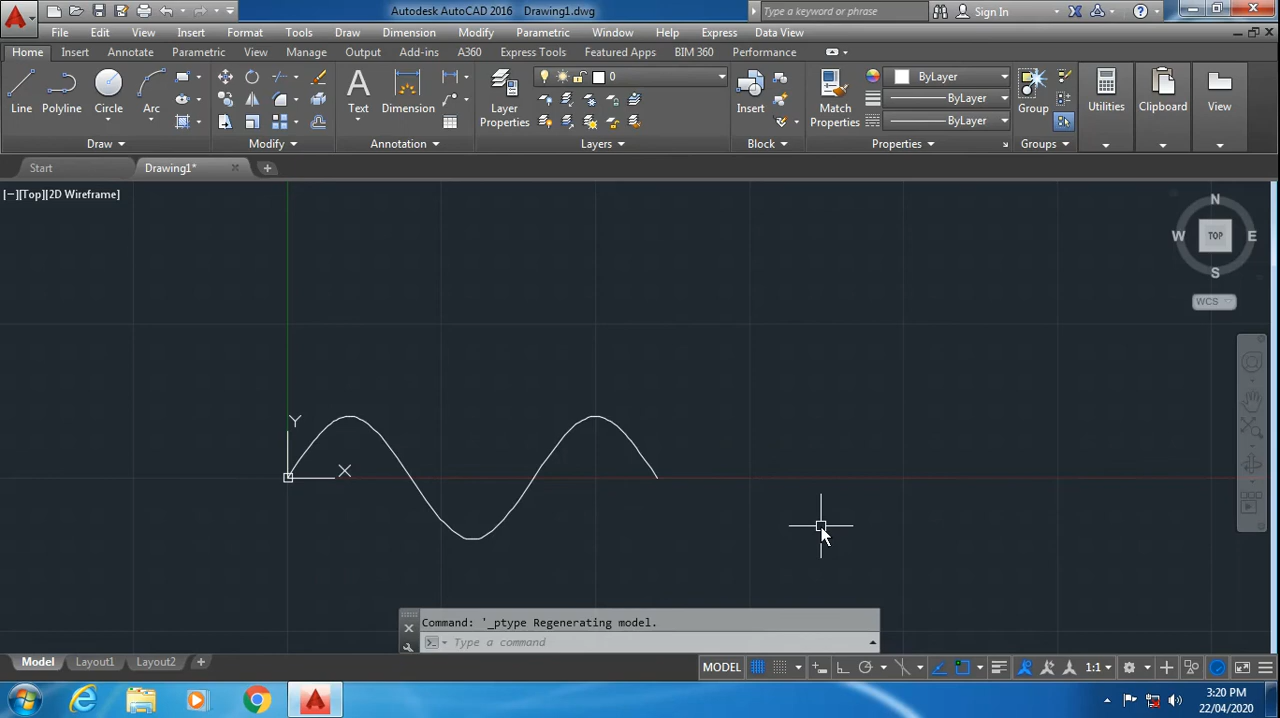 Autodesk AutoCAD 2016 Drawing1.dwg
Type a keyword or phrase
Sign In
File Edit View Insert Format Tools Draw Dimension Modify Parametric Window Help Express Data View
Home Insert Annotate Parametric View Manage Output Add-ins A360 Express Tools Featured Apps BIM 360 Performance
0
ByLayer
ByLayer
ByLayer
Line Polyline Circle Arc
Text Dimension
Layer
Properties
Insert
Match
Properties
Group
Utilities
Clipboard
View
Draw Modify Annotation Layers Block Properties Groups
Start Drawing1*
[−][Top][2D Wireframe]
N
W TOP E
S
WCS
Y
X
Command: '_ptype Regenerating model.
Type a command
Model Layout1 Layout2
MODEL 1:1
3:20 PM
22/04/2020